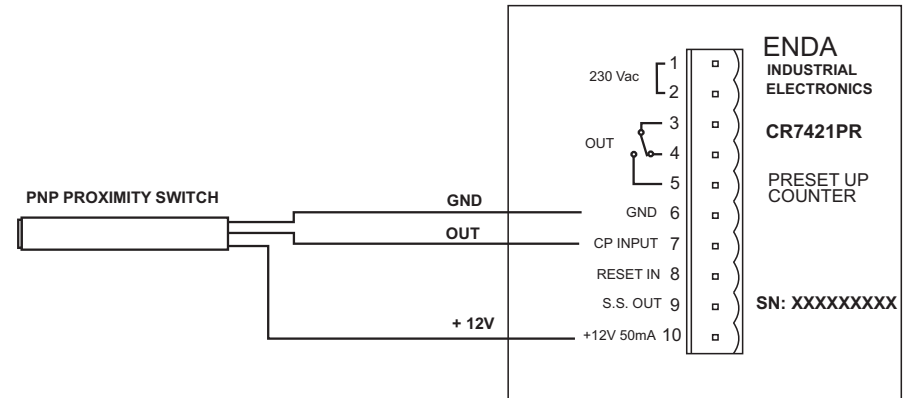 ENDA
INDUSTRIAL
ELECTRONICS
230 Vac
1
2
CR7421PR
OUT
3
4
5
PRESET UP
COUNTER
PNP PROXIMITY SWITCH
GND
GND 6
OUT
CP INPUT 7
RESET IN 8
S.S. OUT 9
SN: XXXXXXXXX
+ 12V
+12V 50mA 10